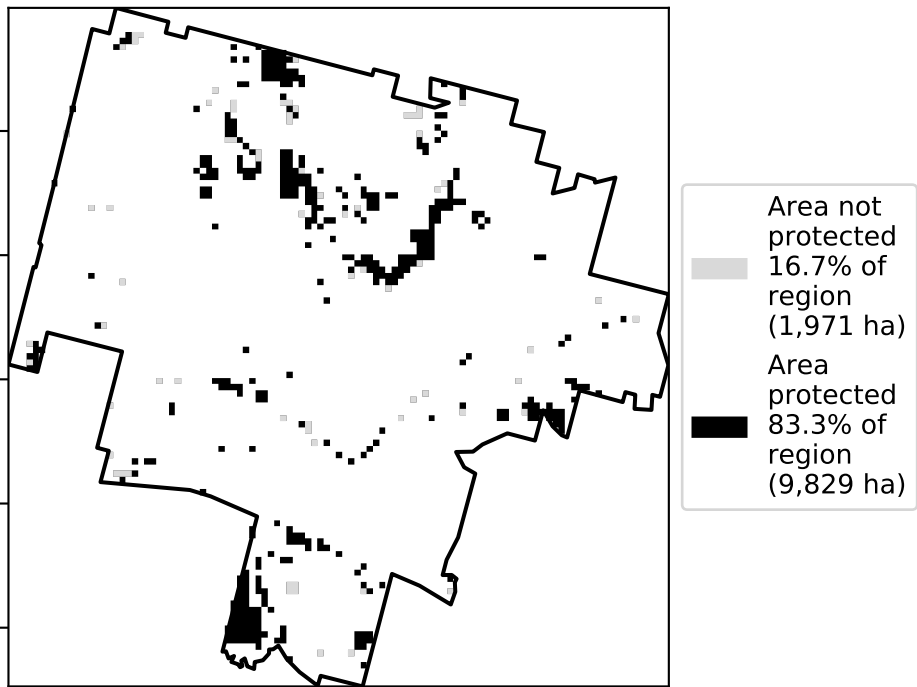 Area not
protected
16.7% of
region
(1,971 ha)
Area
protected
83.3% of
region
(9,829 ha)